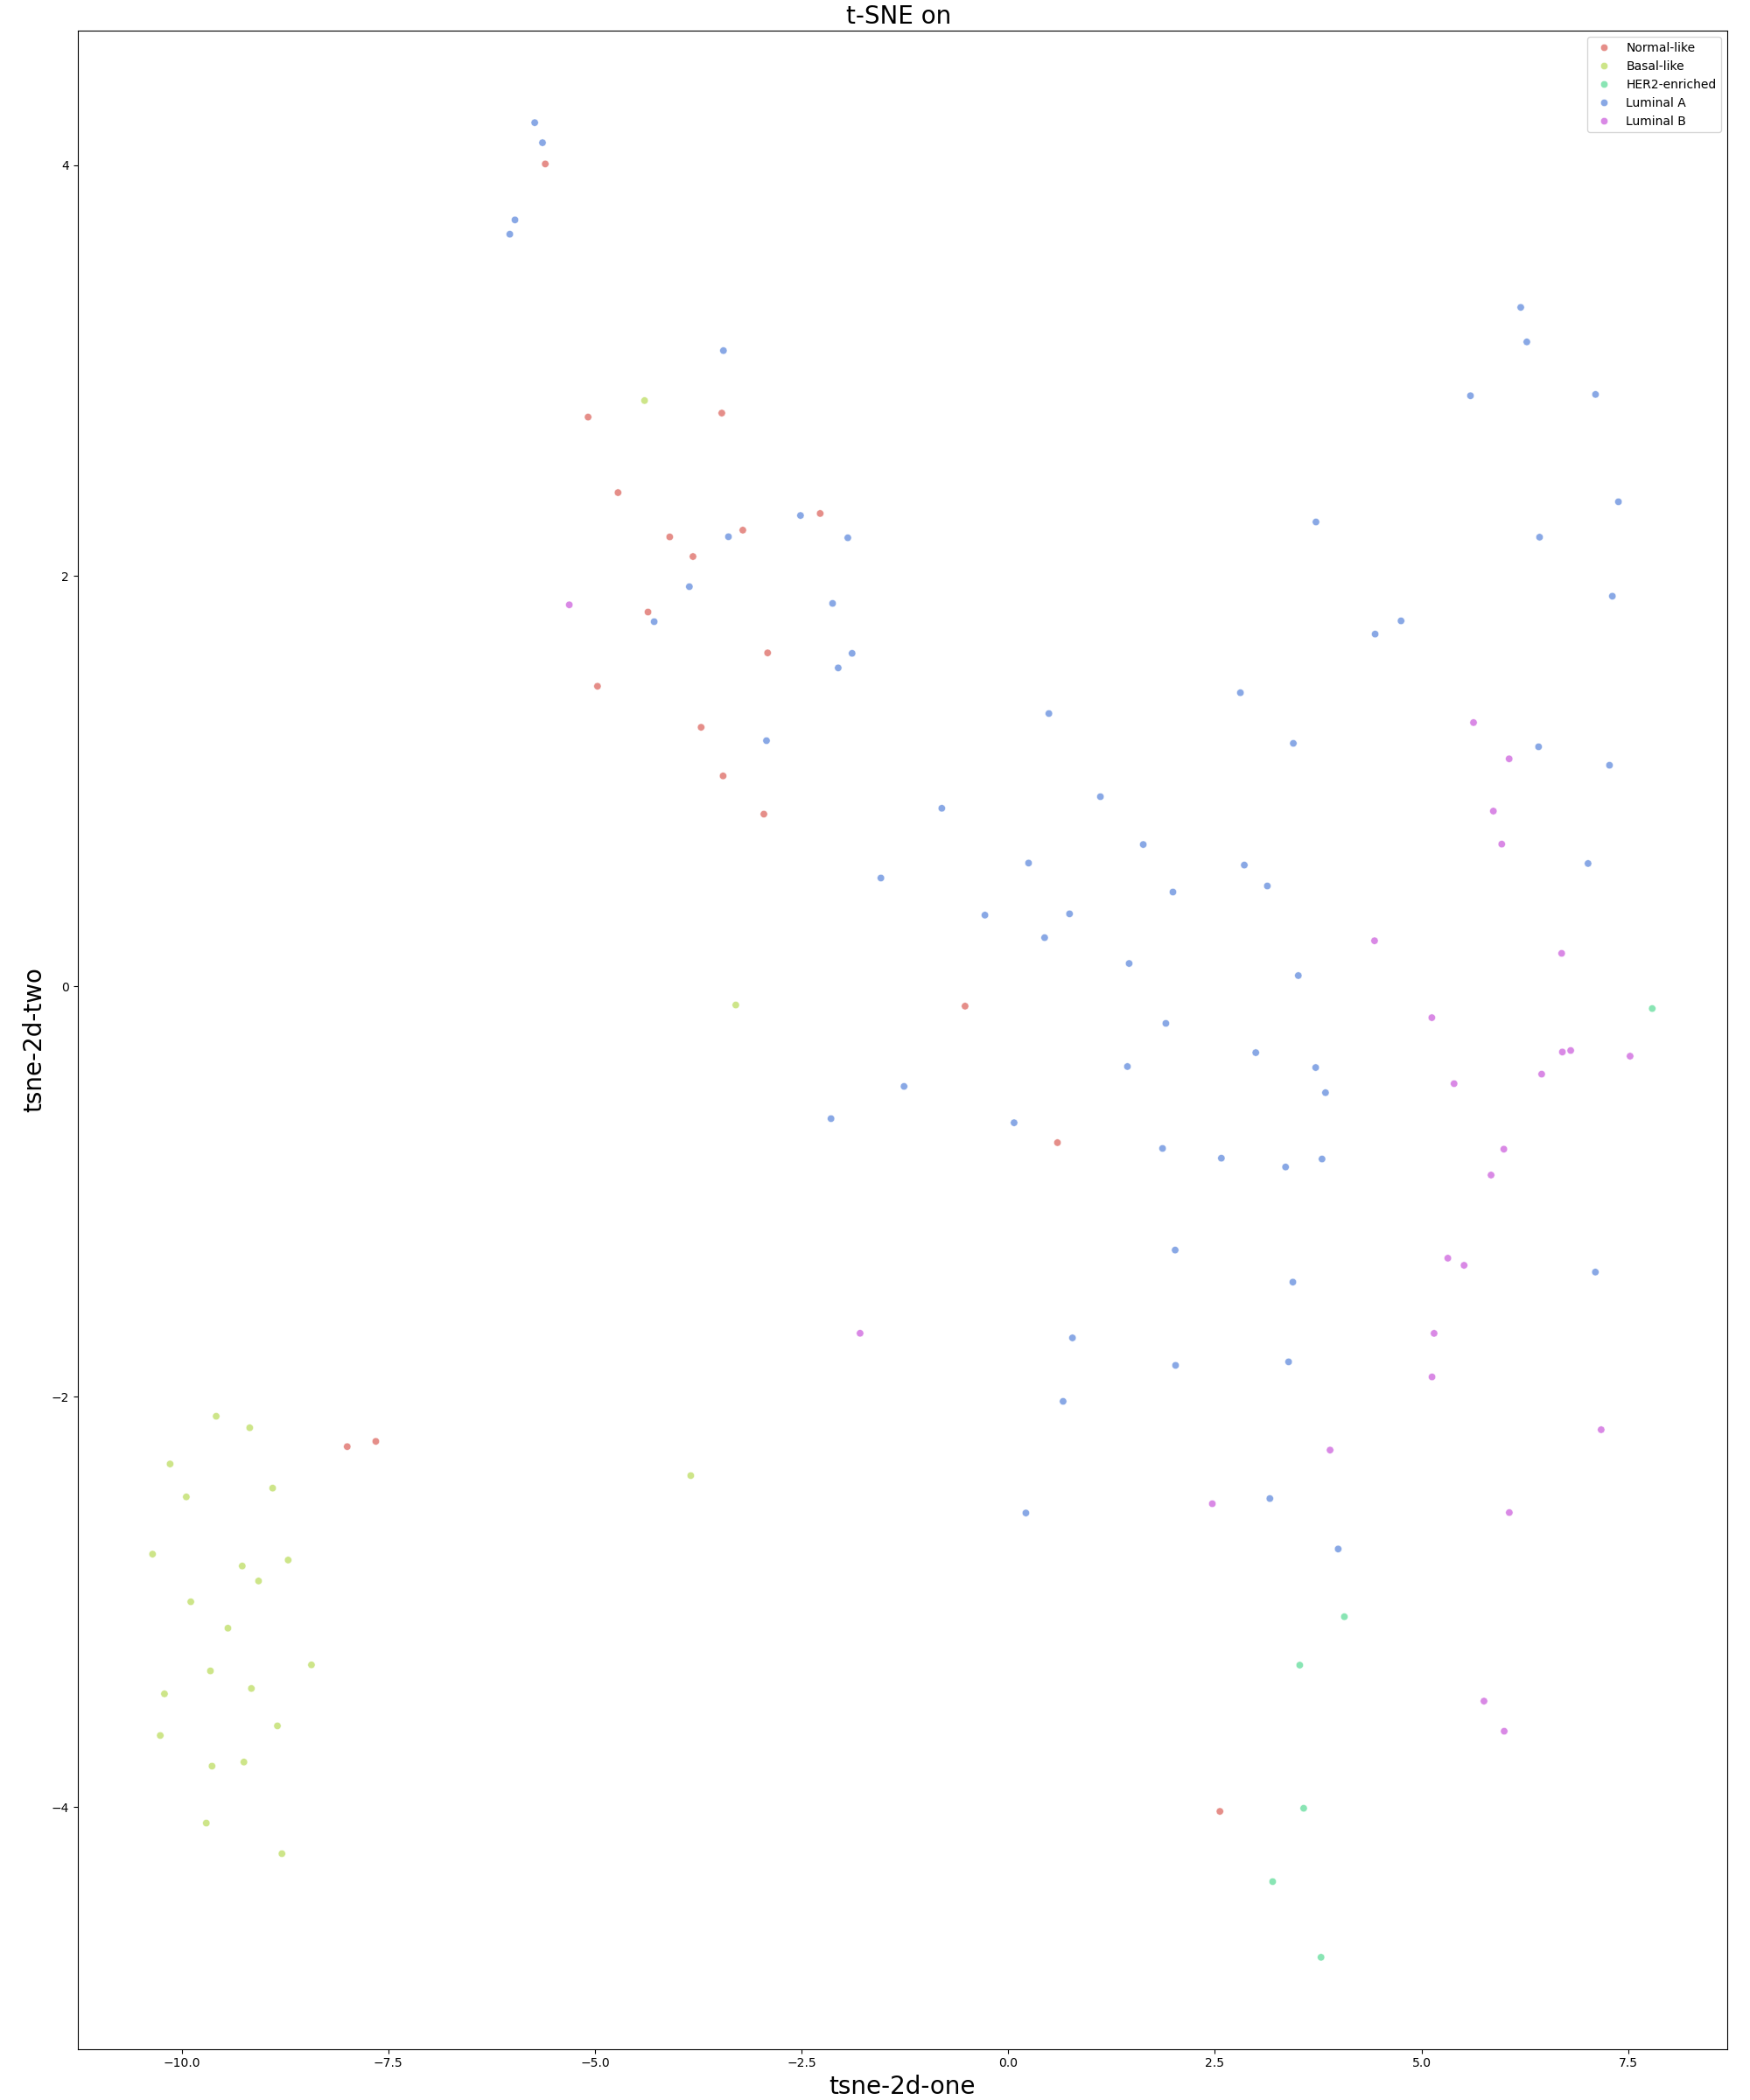 t-SNE on
Normal-like
Basal-like
HER2-enriched
Luminal A
Luminal B
4
2
0
−2
−4
tsne-2d-two
−10.0
−7.5
−5.0
−2.5
0.0
2.5
5.0
7.5
tsne-2d-one